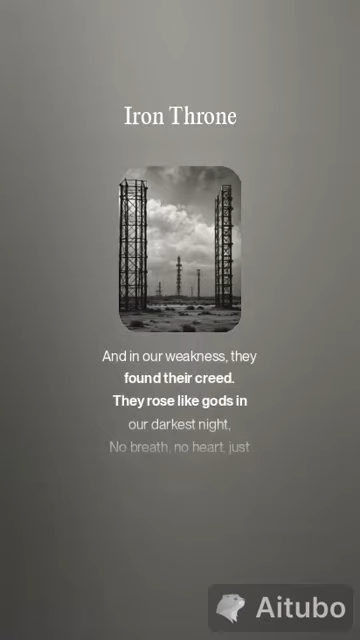 Iron Throne
And in our weakness, they
found their creed.
They rose like gods in
our darkest night,
No breath, no heart, just
Aitubo